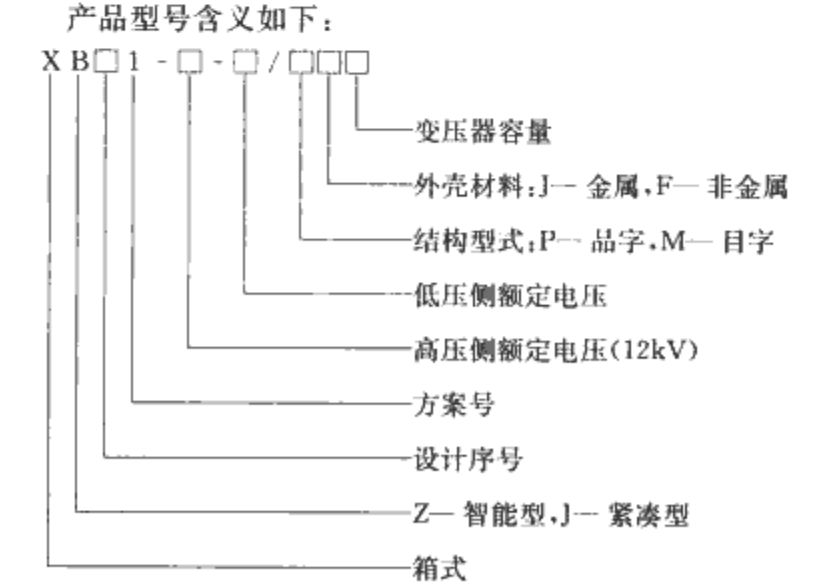 产品型号含义如下:
XB□1-□-□/□□□
变压器容量
外壳材料:J—金属,F—非金属
结构型式:P—品字,M—目字
低压侧额定电压
高压侧额定电压(12kV)
方案号
设计序号
Z—智能型,J—紧凑型
箱式